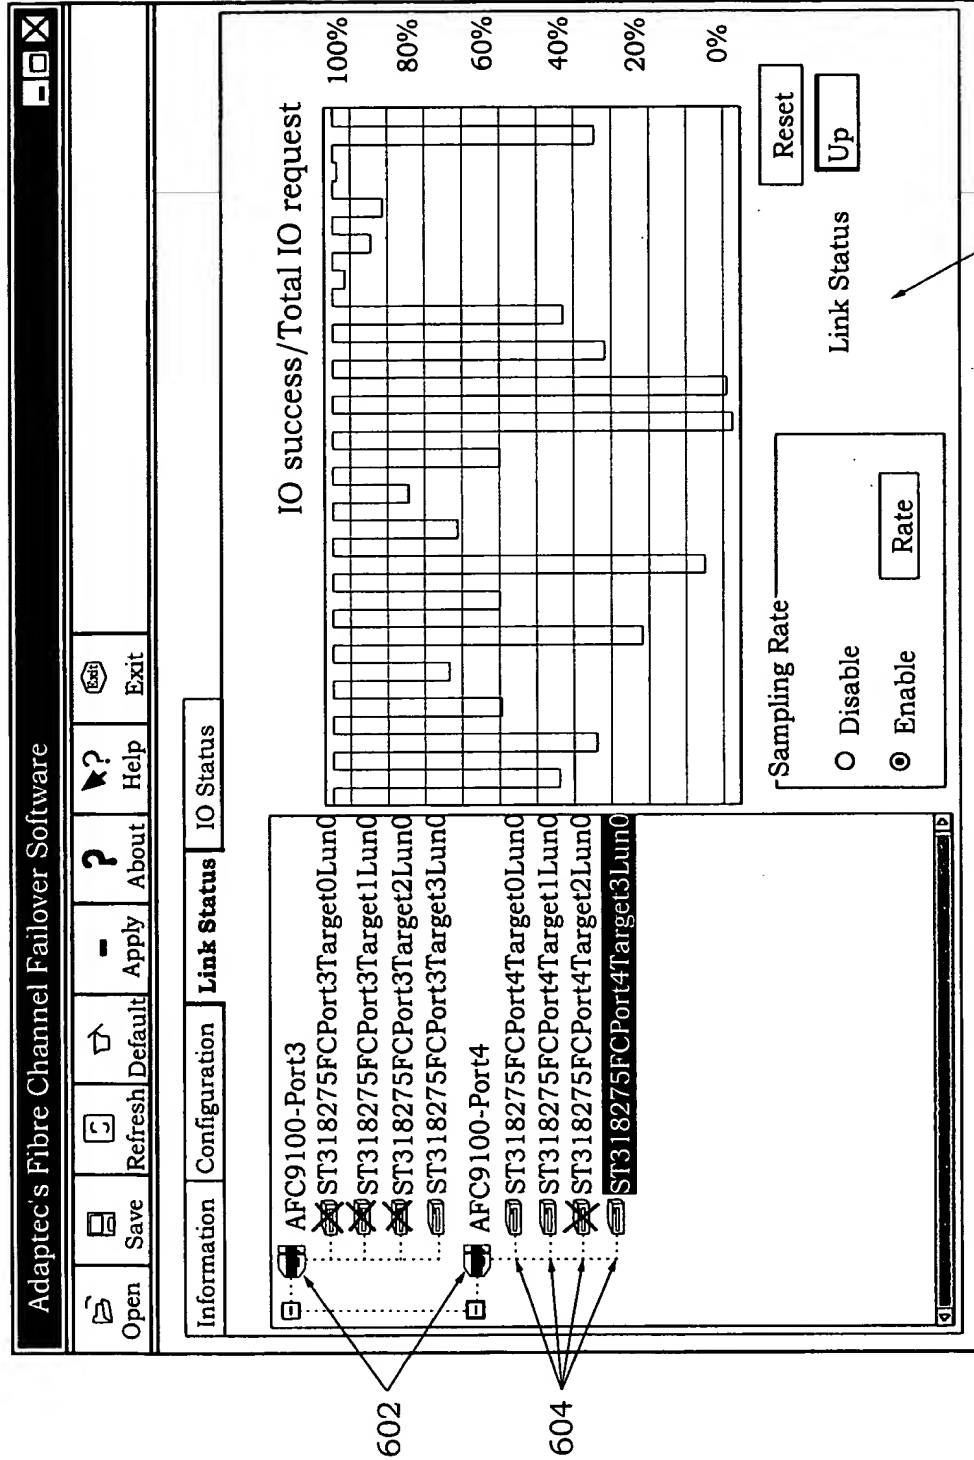 Adaptec's Fibre Channel Failover Software
Open
Save
Refresh
Default
Apply
About
Help
Exit
Exit
Information
Configuration
Link Status
IO Status
AFC9100-Port3
ST318275FCPort3Target0Lun0
ST318275FCPort3Target1Lun0
ST318275FCPort3Target2Lun0
ST318275FCPort3Target3Lun0
AFC9100-Port4
ST318275FCPort4Target0Lun0
ST318275FCPort4Target1Lun0
ST318275FCPort4Target2Lun0
ST318275FCPort4Target3Lun0
602
604
IO success/Total IO request
100%
80%
60%
40%
20%
0%
Sampling Rate
Disable
Enable
Rate
Link Status
Reset
Up